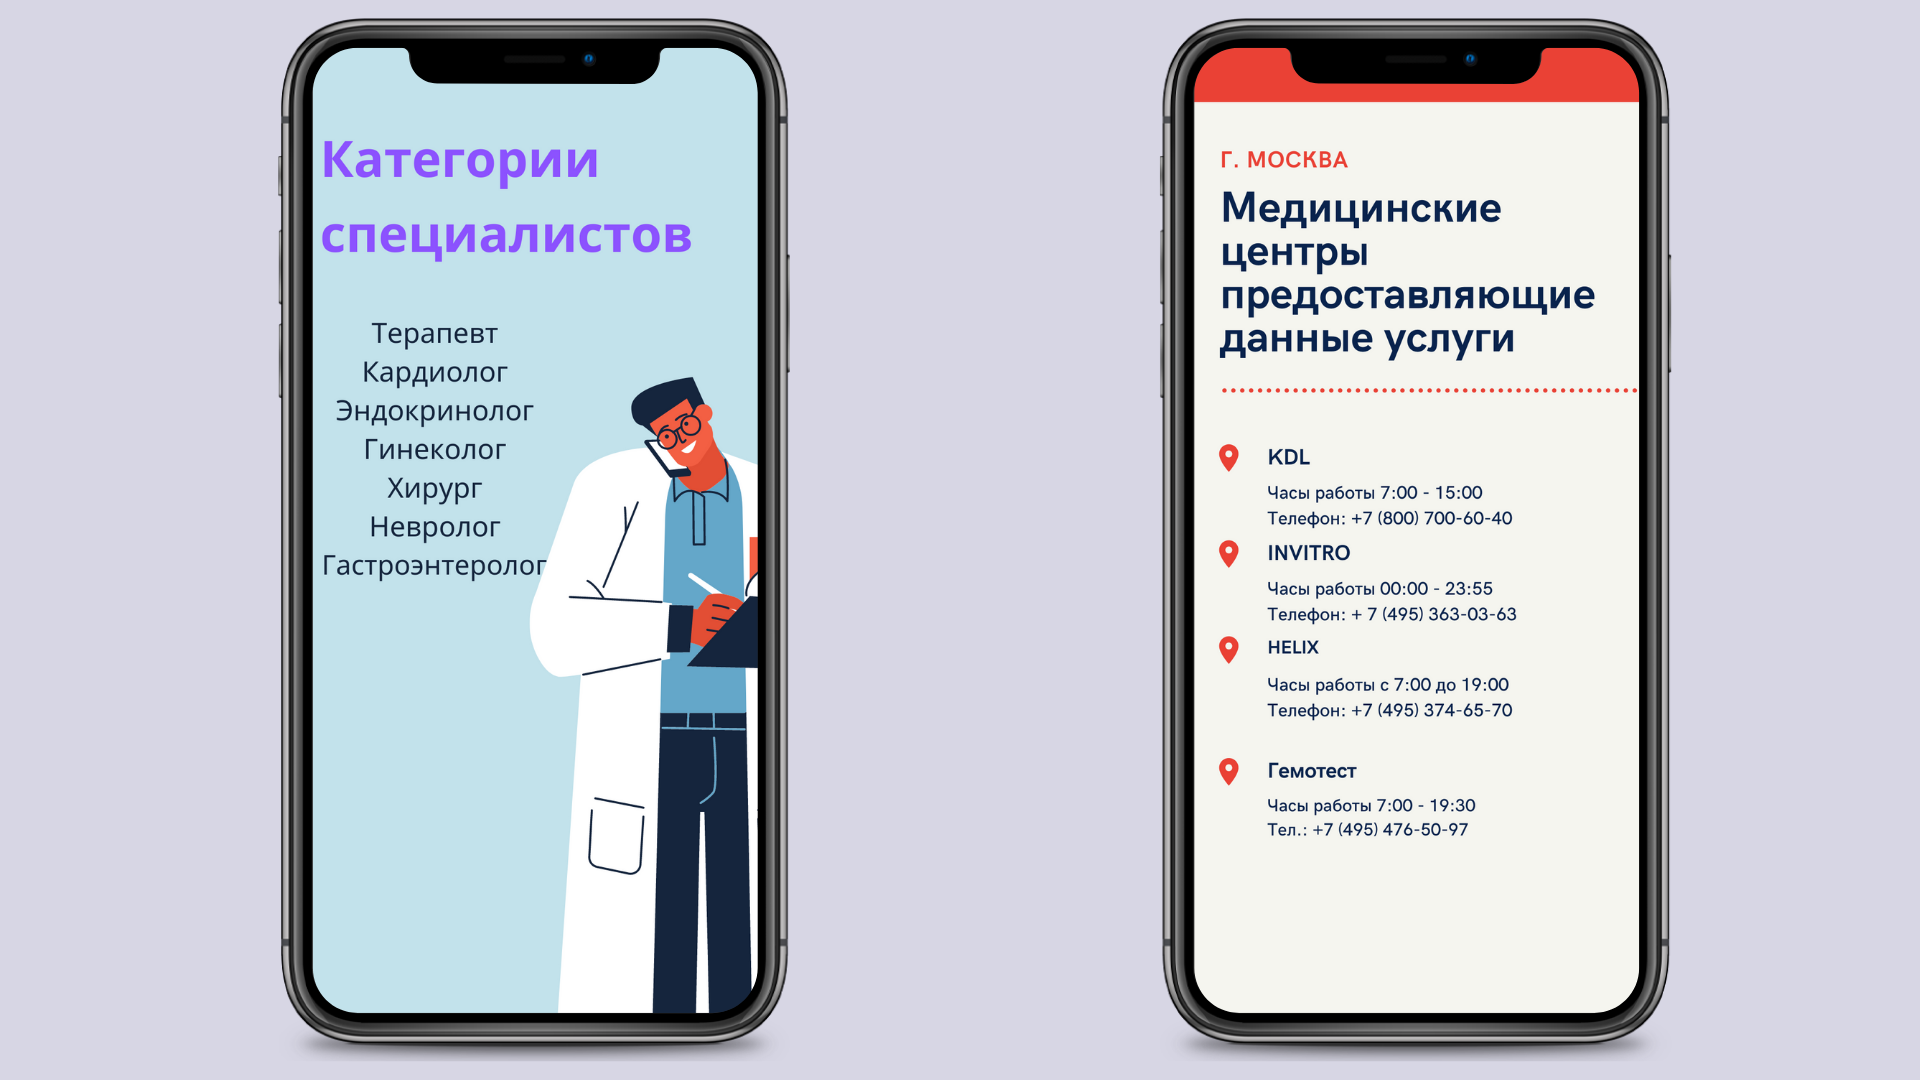 Категории
специалистов
Терапевт
Кардиолог
Эндокринолог
Гинеколог
Хирург
Невролог
Гастроэнтеролог
Г. МОСКВА
Медицинские
центры
предоставляющие
данные услуги
KDL
Часы работы 7:00 - 15:00
Телефон: +7 (800) 700-60-40
INVITRO
Часы работы 00:00 - 23:55
Телефон: + 7 (495) 363-03-63
HELIX
Часы работы с 7:00 до 19:00
Телефон: +7 (495) 374-65-70
Гемотест
Часы работы 7:00 - 19:30
Тел.: +7 (495) 476-50-97